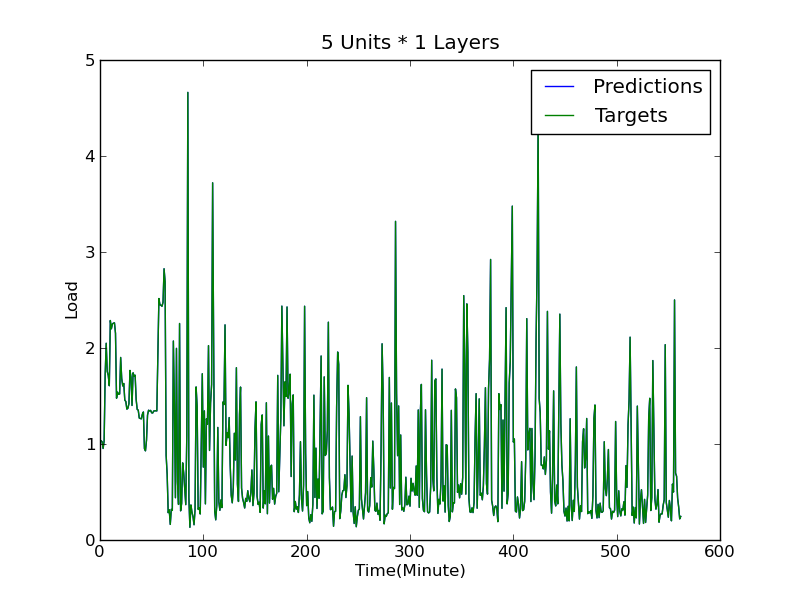 5 Units * 1 Layers
Predictions
Targets
5
4
3
2
1
0
Load
0 100 200 300 400 500 600
Time(Minute)